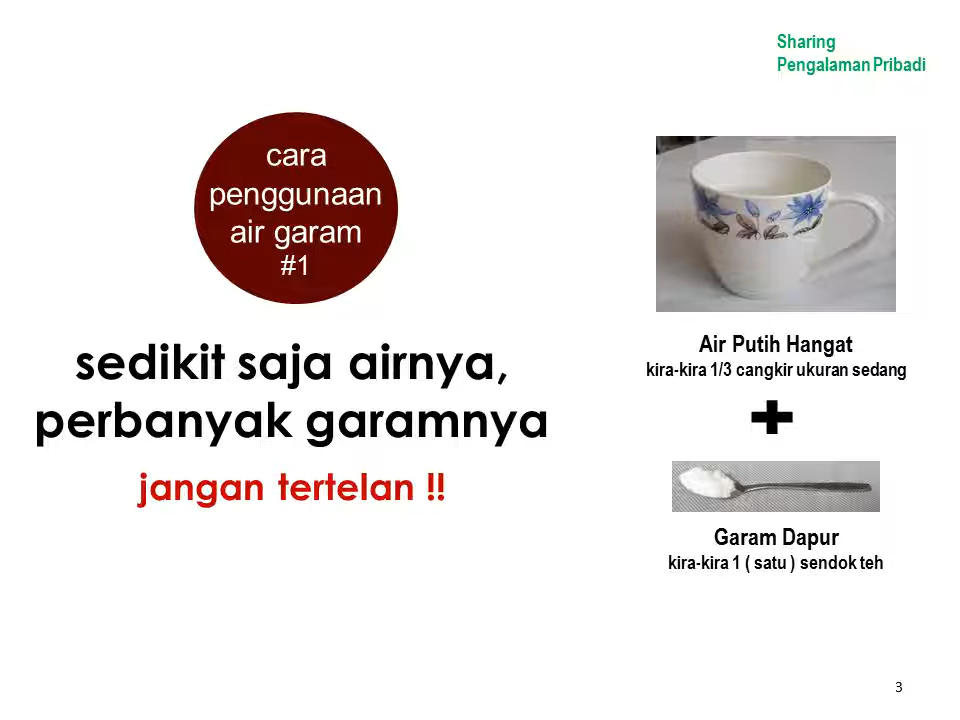 Sharing
Pengalaman Pribadi
cara
penggunaan
air garam
#1
sedikit saja airnya,
perbanyak garamnya
jangan tertelan !!
Air Putih Hangat
kira-kira 1/3 cangkir ukuran sedang
+
Garam Dapur
kira-kira 1 ( satu ) sendok teh
3